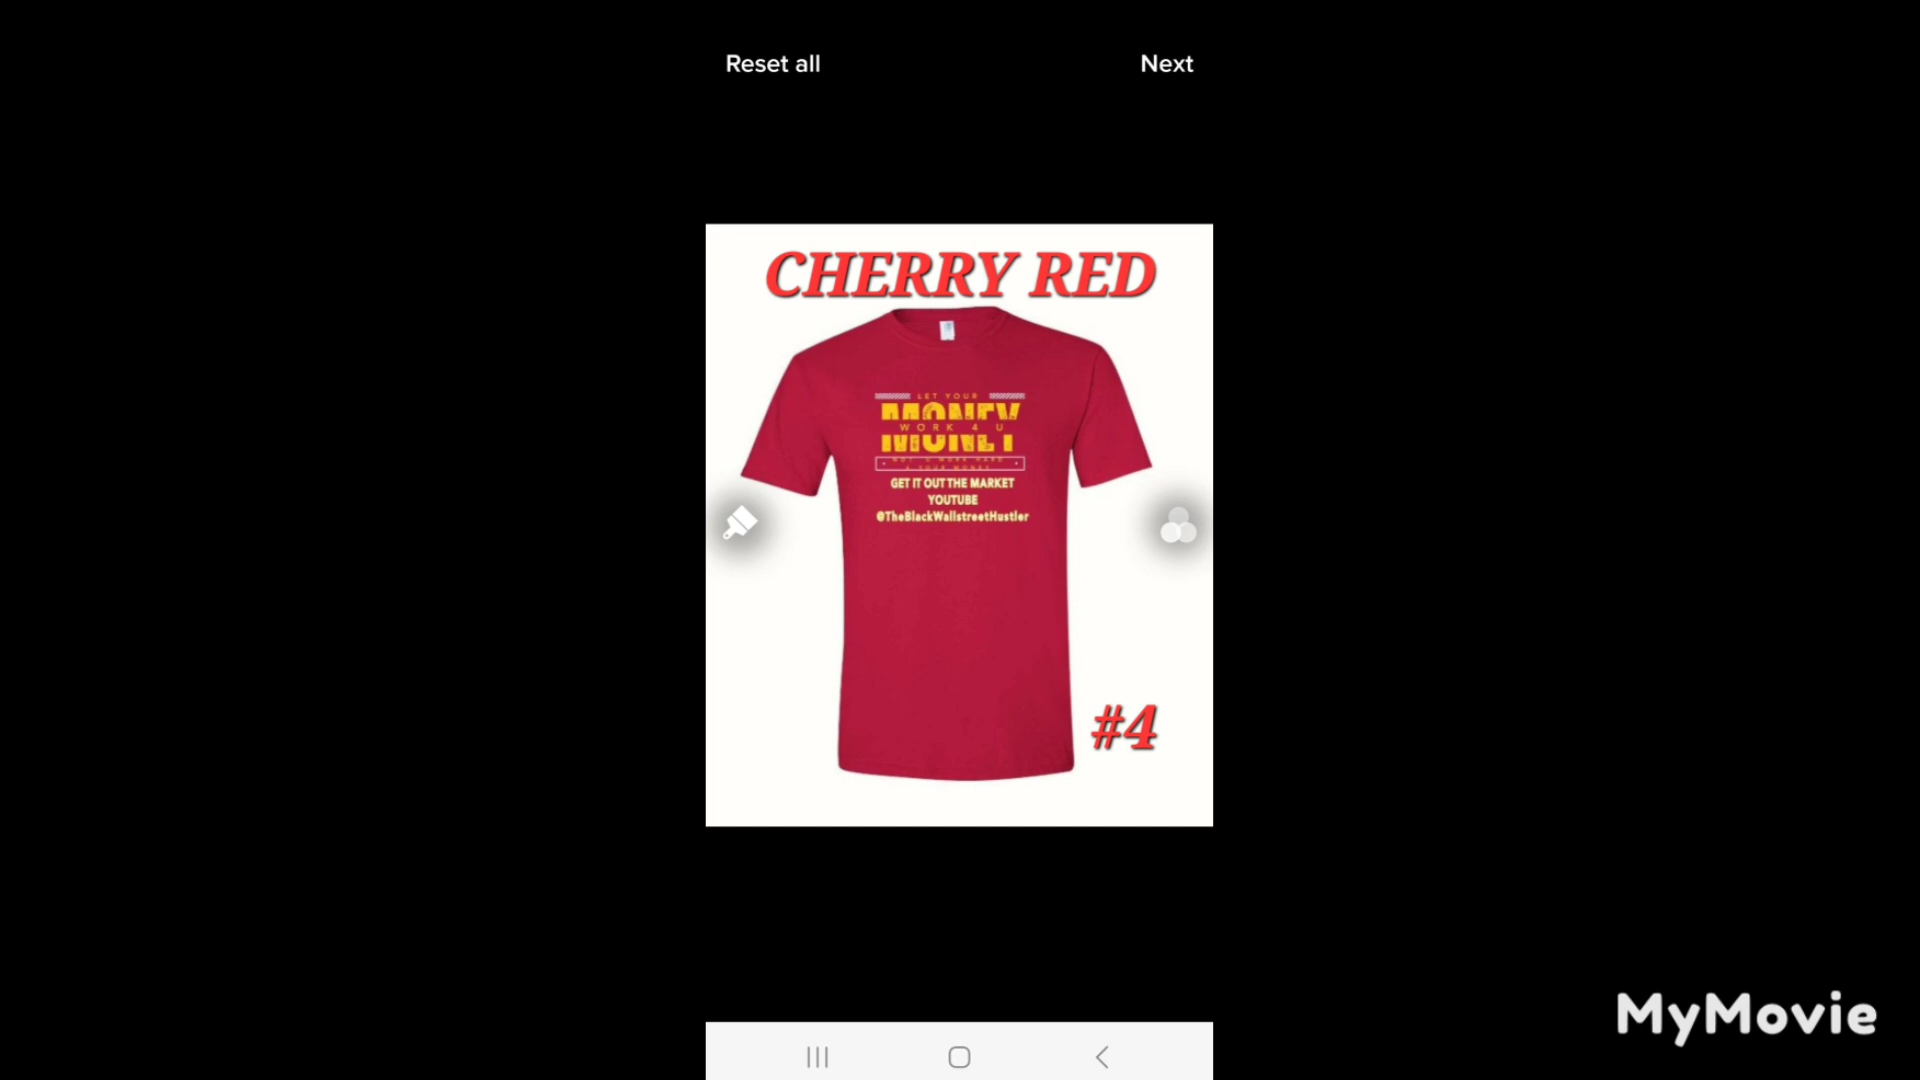 Reset all
Next
CHERRY RED
LET YOUR
MONEY
WORK 4 U
GET IT OUT THE MARKET
YOUTUBE
@TheBlackWallstreetHustler
#4
MyMovie